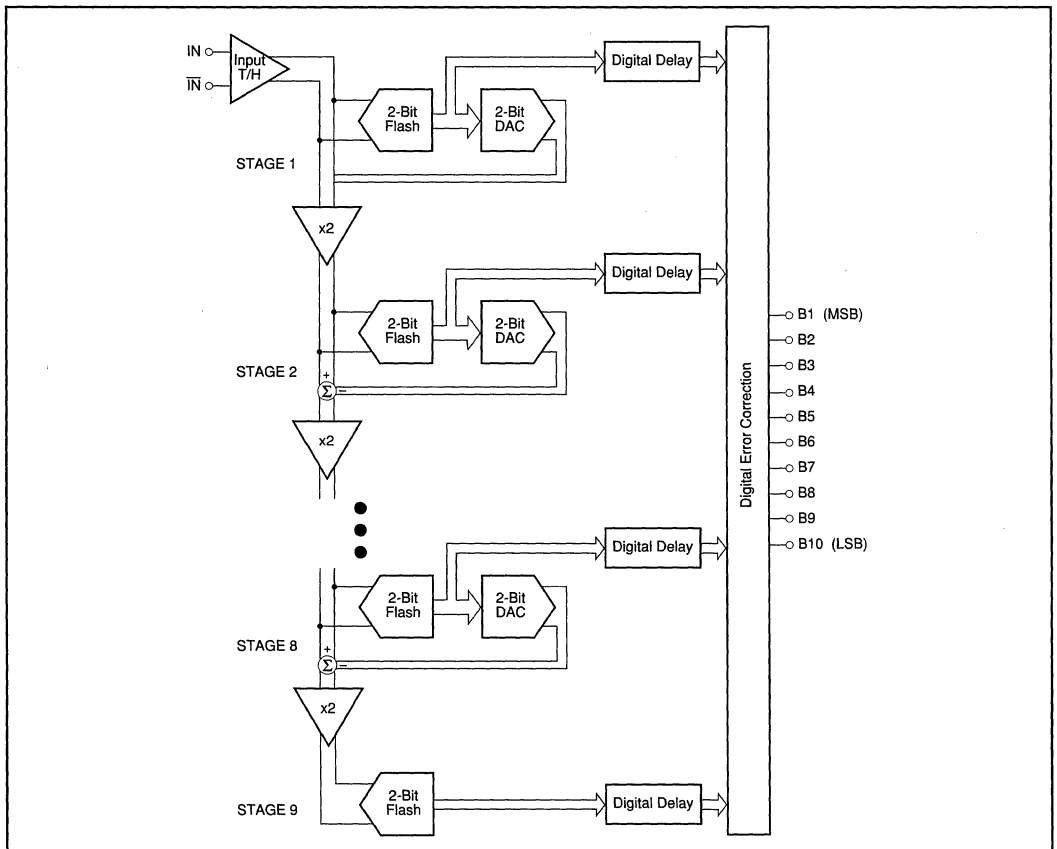 IN
Input
T/H
IN
2-Bit
Flash
2-Bit
DAC
Digital Delay
STAGE 1
x2
Digital Delay
2-Bit
Flash
2-Bit
DAC
STAGE 2
+
Σ
–
x2
Digital Delay
2-Bit
Flash
2-Bit
DAC
STAGE 8
+
Σ
–
x2
STAGE 9
2-Bit
Flash
Digital Delay
Digital Error Correction
B1 (MSB)
B2
B3
B4
B5
B6
B7
B8
B9
B10 (LSB)